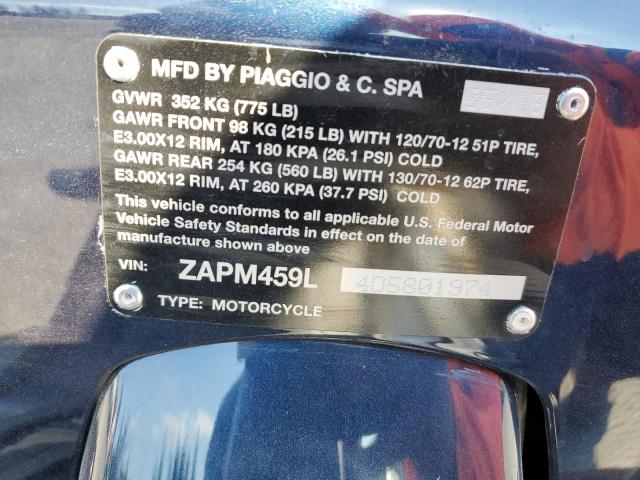 MFD BY PIAGGIO & C. SPA
GVWR 352 KG (775 LB)
GAWR FRONT 98 KG (215 LB) WITH 120/70-12 51P TIRE,
E3.00X12 RIM, AT 180 KPA (26.1 PSI) COLD
GAWR REAR 254 KG (560 LB) WITH 130/70-12 62P TIRE,
E3.00X12 RIM, AT 260 KPA (37.7 PSI) COLD
This vehicle conforms to all applicable U.S. Federal Motor
Vehicle Safety Standards in effect on the date of
manufacture shown above
VIN: ZAPM459L 4D5801974
TYPE: MOTORCYCLE